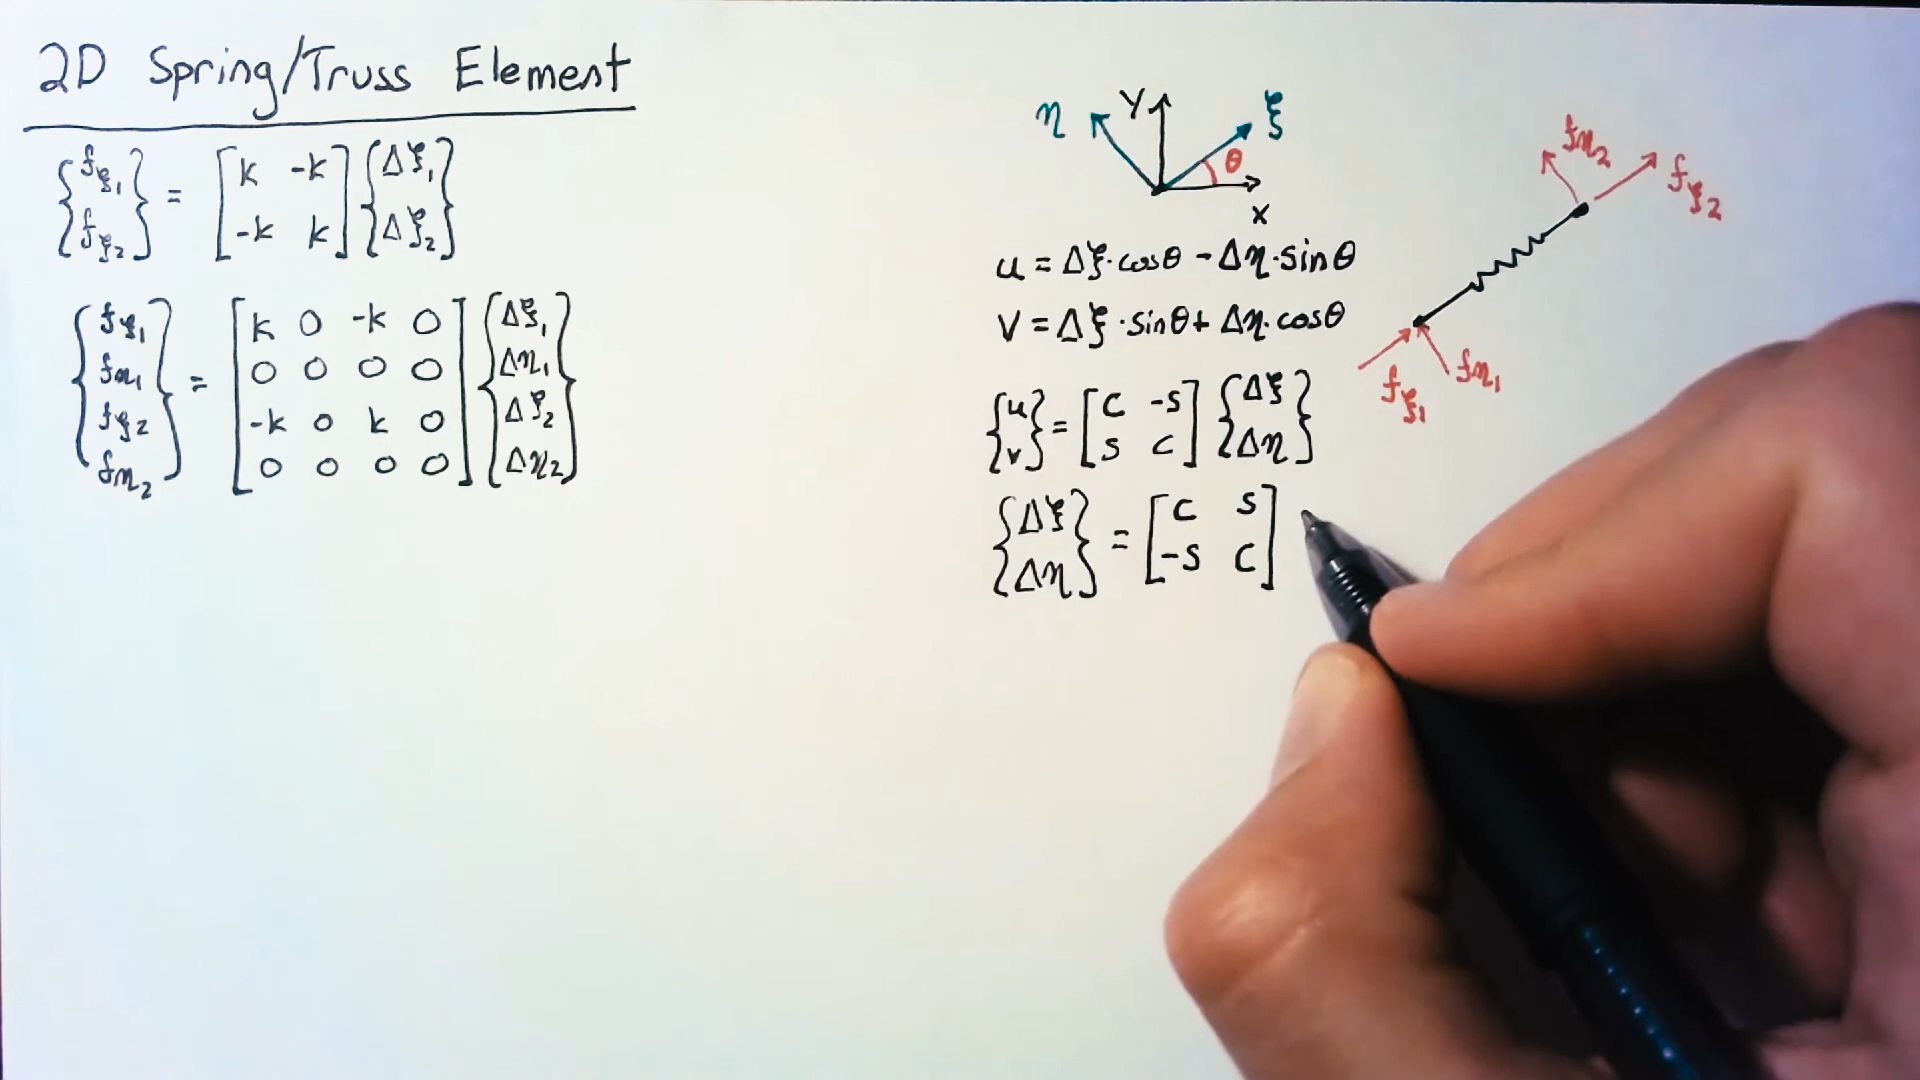 2D Spring/Truss Element
{fξ1 fξ2} = [k -k; -k k] {Δξ1 Δξ2}
{fξ1 fη1 fξ2 fη2} = [k 0 -k 0; 0 0 0 0; -k 0 k 0; 0 0 0 0] {Δξ1 Δη1 Δξ2 Δη2}
η Y ξ
θ
X
u = Δξ·cosθ - Δη·sinθ
v = Δξ·sinθ + Δη·cosθ
{u v} = [c -s; s c] {Δξ Δη}
{Δξ Δη} = [c s; -s c]
fη2
fξ2
fξ1
fη1